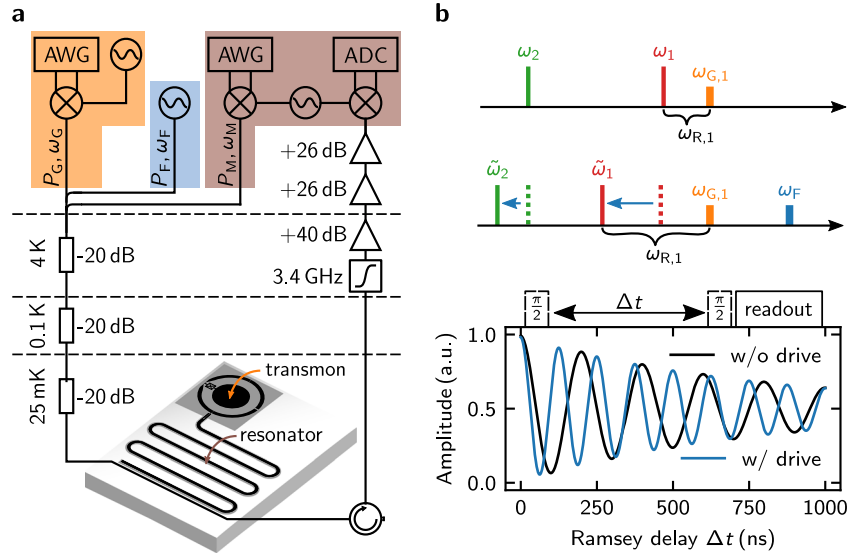 a
AWG
AWG
ADC
P_G, ω_G
P_F, ω_F
P_M, ω_M
+26 dB
+26 dB
+40 dB
3.4 GHz
4 K
-20 dB
0.1 K
-20 dB
25 mK
-20 dB
transmon
resonator
b
ω_2
ω_1
ω_G,1
ω_R,1
ω̃_2
ω̃_1
ω_G,1
ω_F
ω_R,1
π/2
Δt
π/2
readout
Amplitude (a.u.)
1.0
0.5
0.0
w/o drive
w/ drive
0
250
500
750
1000
Ramsey delay Δt (ns)